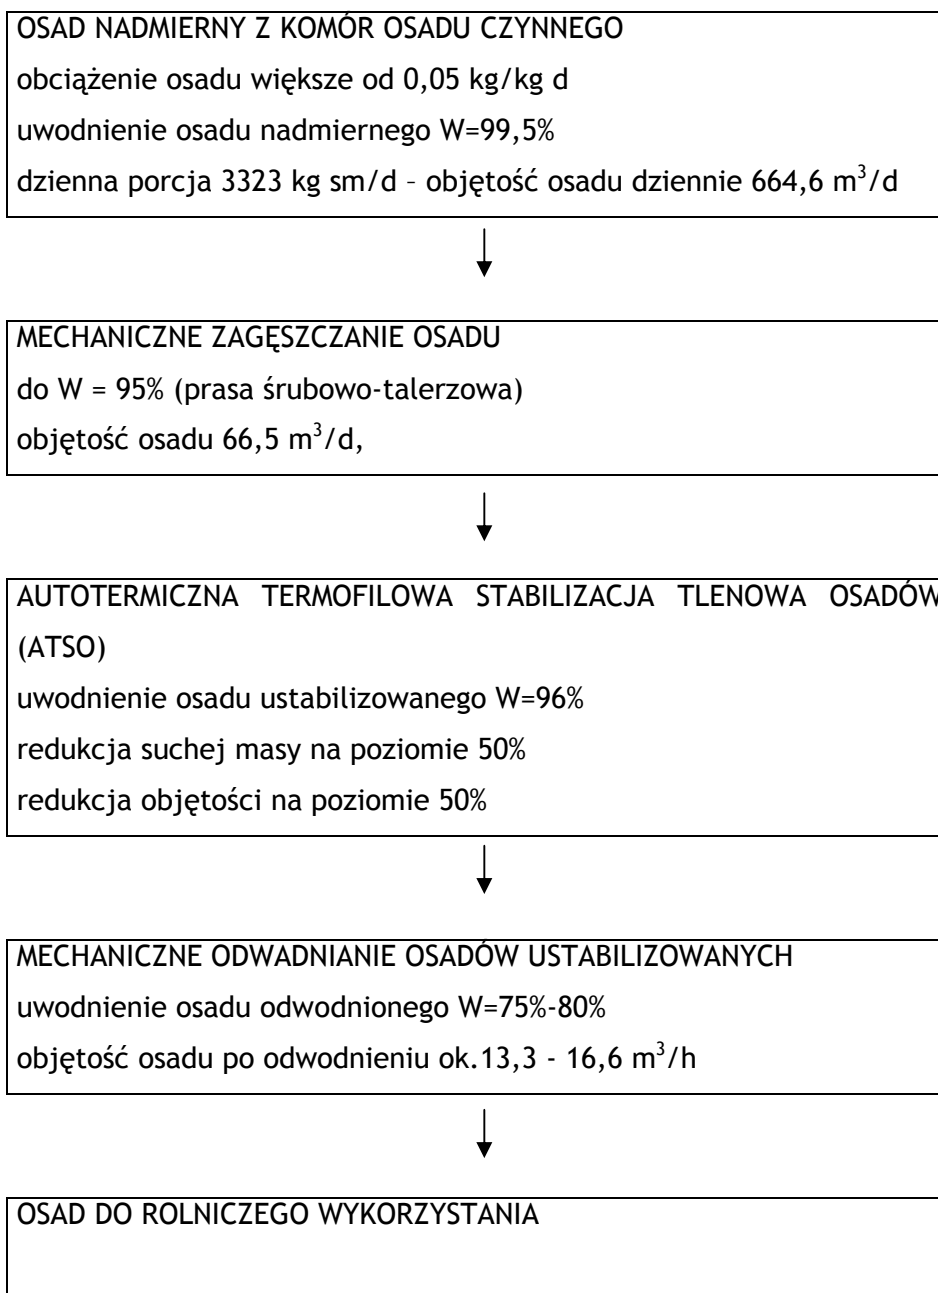 OSAD NADMIERNY Z KOMÓR OSADU CZYNNEGO
obciążenie osadu większe od 0,05 kg/kg d
uwodnienie osadu nadmiernego W=99,5%
dzienna porcja 3323 kg sm/d – objętość osadu dziennie 664,6 m³/d
MECHANICZNE ZAGĘSZCZANIE OSADU
do W = 95% (prasa śrubowo-talerzowa)
objętość osadu 66,5 m³/d,
AUTOTERMICZNA TERMOFILOWA STABILIZACJA TLENOWA OSADÓW
(ATSO)
uwodnienie osadu ustabilizowanego W=96%
redukcja suchej masy na poziomie 50%
redukcja objętości na poziomie 50%
MECHANICZNE ODWADNIANIE OSADÓW USTABILIZOWANYCH
uwodnienie osadu odwodnionego W=75%-80%
objętość osadu po odwodnieniu ok.13,3 - 16,6 m³/h
OSAD DO ROLNICZEGO WYKORZYSTANIA